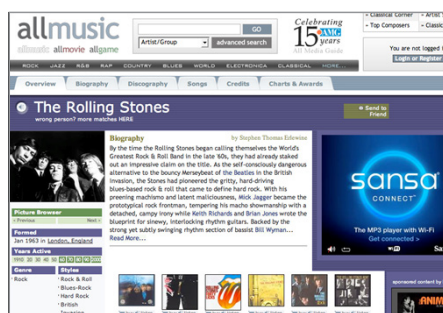 allmusic
allmusic allmovie allgame
GO
Artist/Group
advanced search
Celebrating
15 years
AMG
All Media Guide
Classical Corner
Artist
Top Composers
Classic
You are not logged
Login or Register
ROCK JAZZ R&B RAP COUNTRY BLUES WORLD ELECTRONICA CLASSICAL MORE
Overview Biography Discography Songs Credits Charts & Awards
The Rolling Stones
wrong person? more matches HERE
Send to
Friend
Biography by Stephen Thomas Erlewine
By the time the Rolling Stones began calling themselves the World's
Greatest Rock & Roll Band in the late '60s, they had already staked
out an impressive claim on the title. As the self-consciously dangerous
alternative to the bouncy Merseybeat of the Beatles in the British
Invasion, the Stones had pioneered the gritty, hard-driving
blues-based rock & roll that came to define hard rock. With his
preening machismo and latent maliciousness, Mick Jagger became the
prototypical rock frontman, tempering his macho showmanship with a
detached, campy irony while Keith Richards and Brian Jones wrote the
blueprint for sinewy, interlocking rhythm guitars. Backed by the
strong yet subtly swinging rhythm section of bassist Bill Wyman...
Read More...
Picture Browser
< Previous Next >
Formed
Jan 1963 in London, England
Years Active
Genre
Rock
Styles
Rock & Roll
Blues-Rock
Hard Rock
British
Invasion
sansa
CONNECT
The MP3 player with Wi-Fi
Get connected >
sponsored content by
ANIM